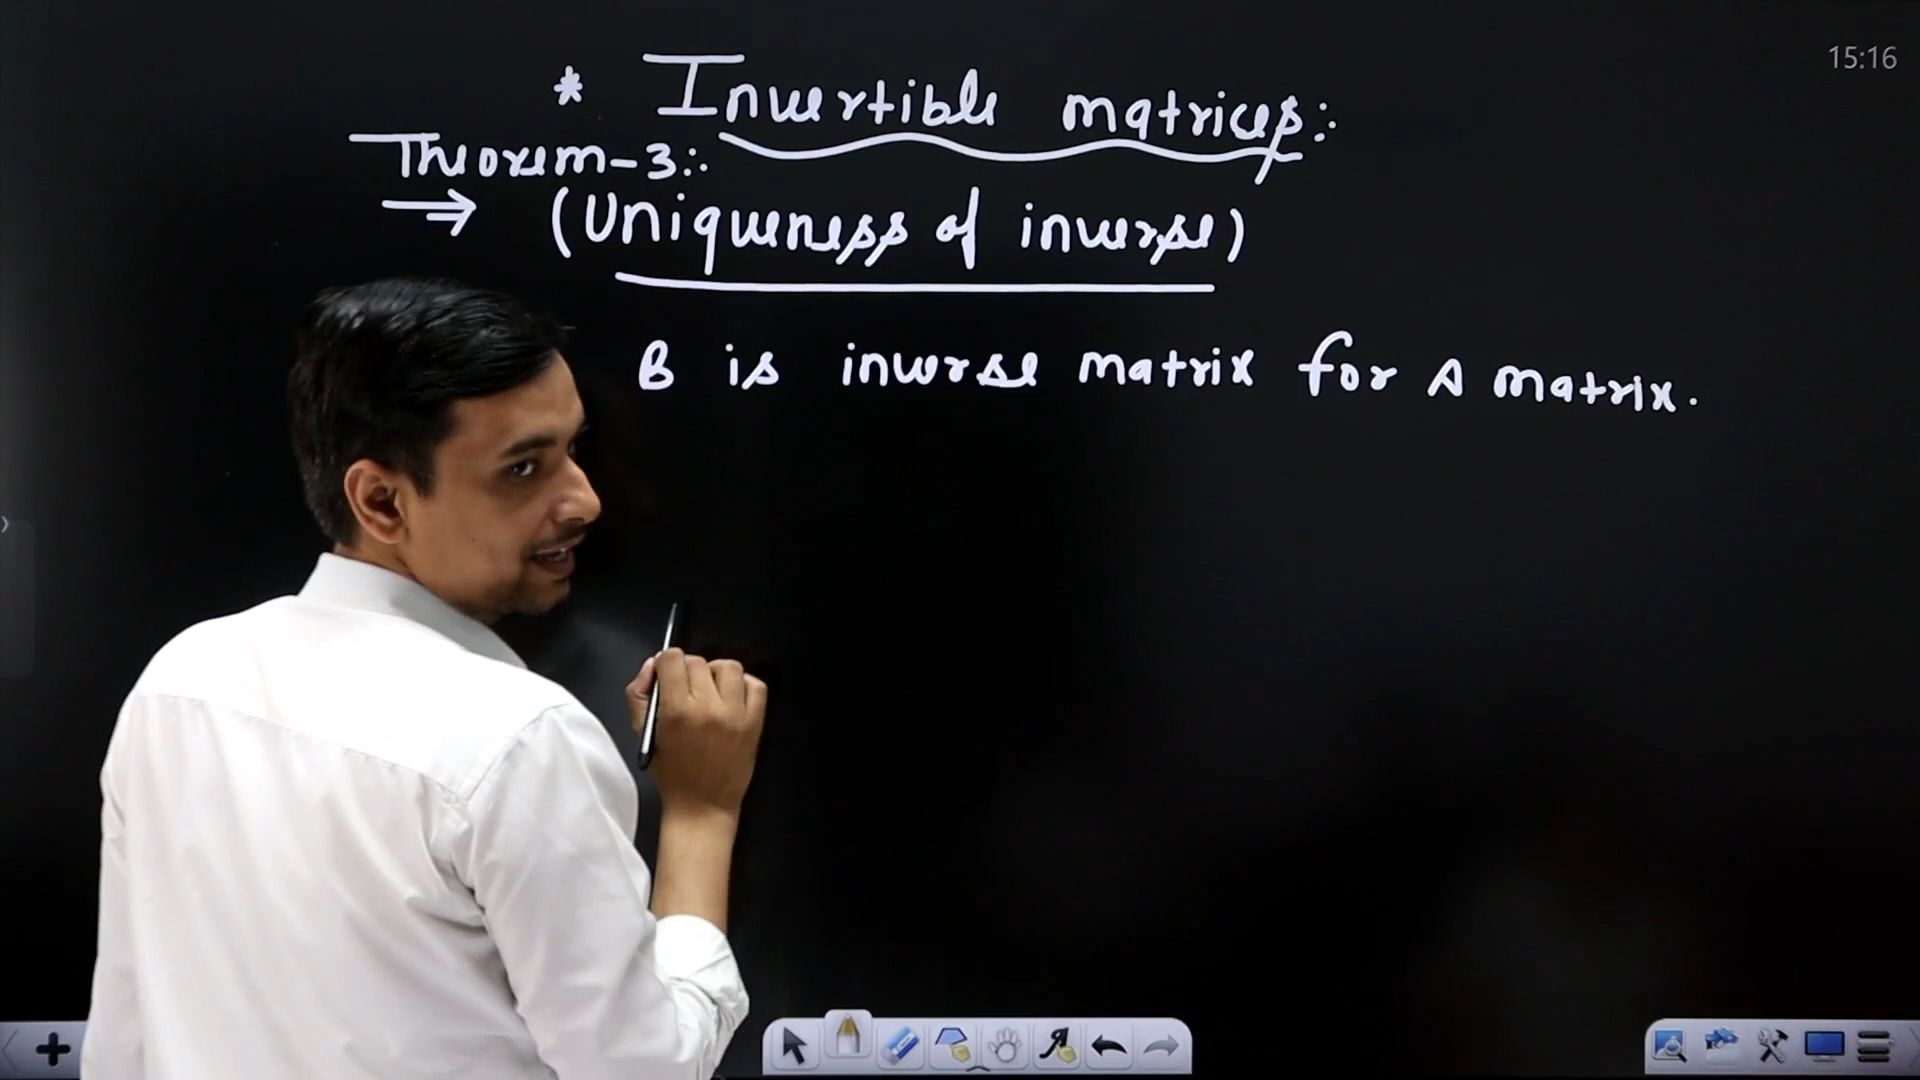 15:16
* Invertible matrices:-
Theorem-3:-
⇒ (Uniqueness of inverse)
B is inverse matrix for A matrix.